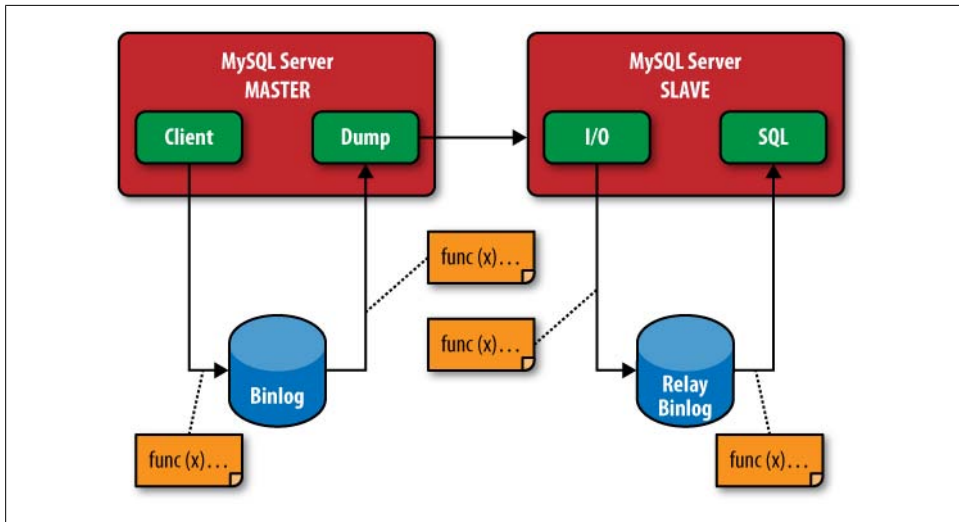 MySQL Server
MASTER
Client
Dump
MySQL Server
SLAVE
I/O
SQL
func (x)...
func (x)...
Binlog
Relay
Binlog
func (x)...
func (x)...